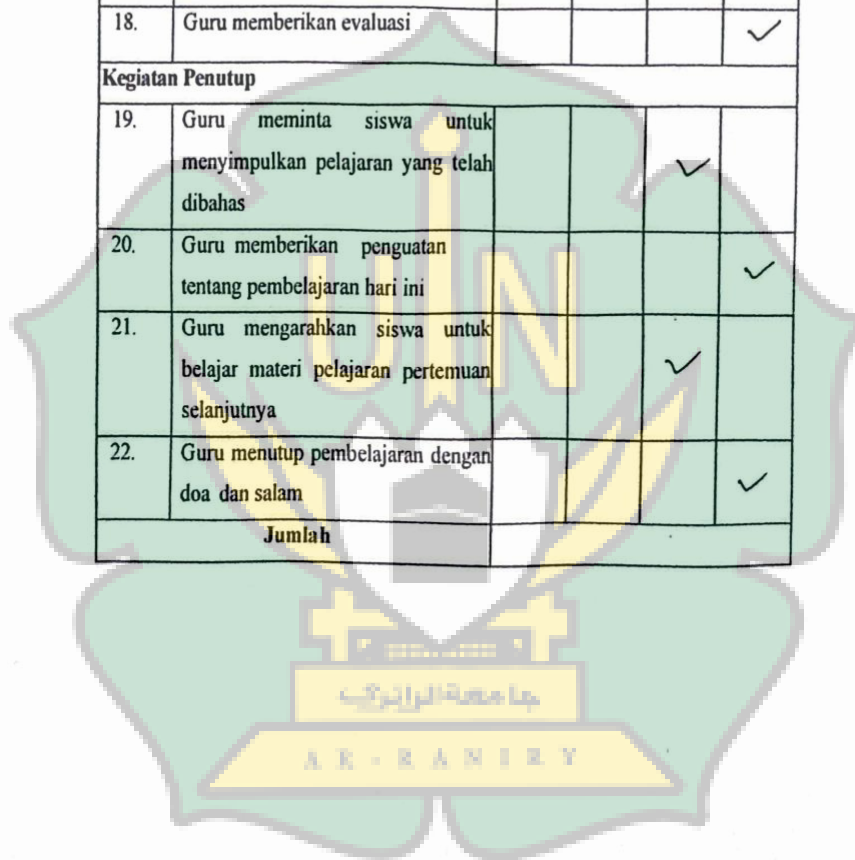 18. Guru memberikan evaluasi ✓
Kegiatan Penutup
19. Guru meminta siswa untuk
menyimpulkan pelajaran yang telah ✓
dibahas
20. Guru memberikan penguatan
tentang pembelajaran hari ini ✓
21. Guru mengarahkan siswa untuk
belajar materi pelajaran pertemuan ✓
selanjutnya
22. Guru menutup pembelajaran dengan
doa dan salam ✓
Jumlah
UIN
جامعة الرانري
AR-RANIRY